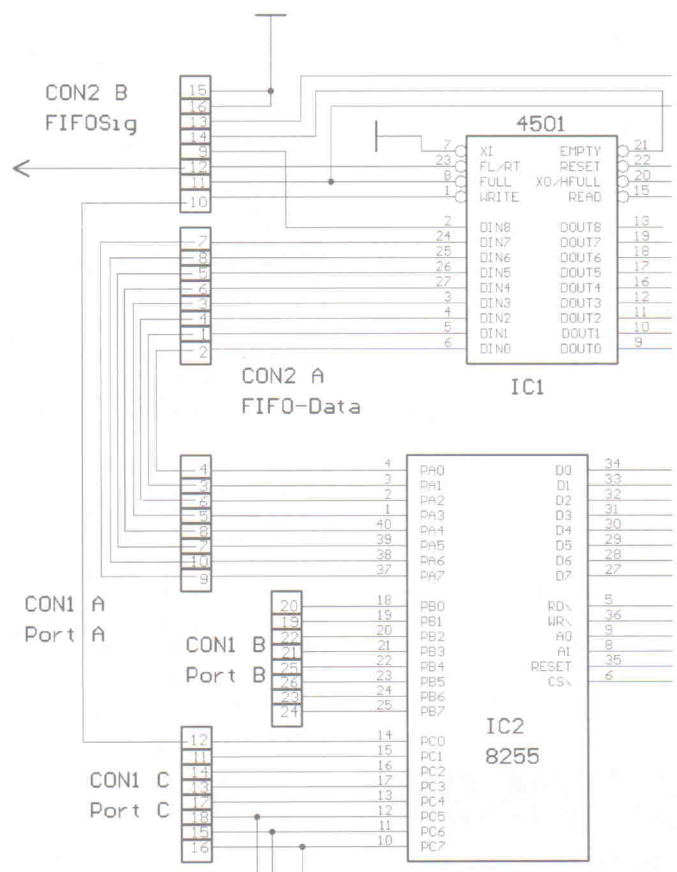 CON2 B
FIFOSig
15
16
13
14
9
12
11
10
4501
7 XI EMPTY 21
23 FL/RT RESET 22
8 FULL XO/HFULL 20
1 WRITE READ 15
2 DIN8 DOUT8 13
24 DIN7 DOUT7 19
25 DIN6 DOUT6 18
26 DIN5 DOUT5 17
27 DIN4 DOUT4 16
3 DIN3 DOUT3 12
4 DIN2 DOUT2 11
5 DIN1 DOUT1 10
6 DIN0 DOUT0 9
IC1
7
8
5
6
3
4
1
2
CON2 A
FIFO-Data
4
3
6
5
8
7
10
9
CON1 A
Port A
4 PA0 D0 34
3 PA1 D1 33
2 PA2 D2 32
1 PA3 D3 31
40 PA4 D4 30
39 PA5 D5 29
38 PA6 D6 28
37 PA7 D7 27
18 PB0 RD\ 5
19 PB1 WR\ 36
20 PB2 A0 9
21 PB3 A1 8
22 PB4 RESET 35
23 PB5 CS\ 6
24 PB6
25 PB7
20
19
22
21
25
26
23
24
CON1 B
Port B
IC2
8255
14 PC0
15 PC1
16 PC2
17 PC3
13 PC4
12 PC5
11 PC6
10 PC7
12
11
14
13
17
18
15
16
CON1 C
Port C